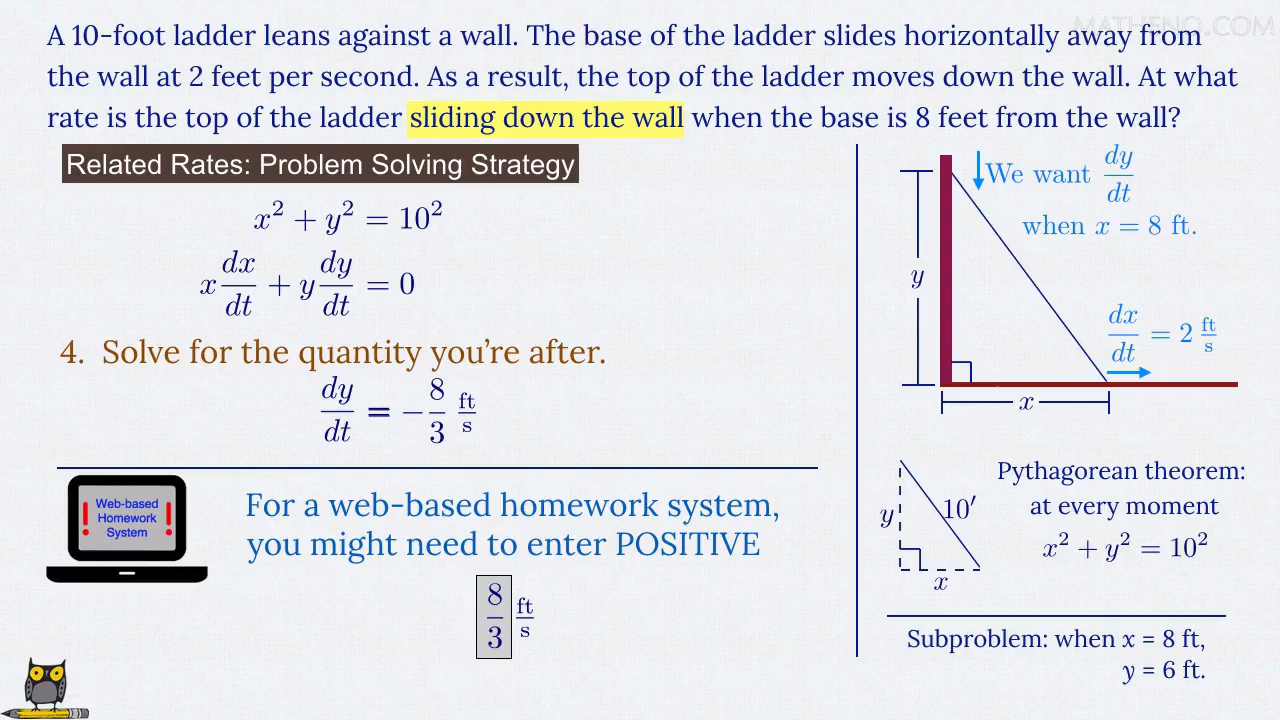 MATHENO.COM
A 10-foot ladder leans against a wall. The base of the ladder slides horizontally away from
the wall at 2 feet per second. As a result, the top of the ladder moves down the wall. At what
rate is the top of the ladder sliding down the wall when the base is 8 feet from the wall?
Related Rates: Problem Solving Strategy
x² + y² = 10²
x dx/dt + y dy/dt = 0
4. Solve for the quantity you're after.
dy/dt = − 8/3 ft/s
Web-based
Homework
System
! !
For a web-based homework system,
you might need to enter POSITIVE
8/3 ft/s
We want dy/dt
when x = 8 ft.
y
dx/dt = 2 ft/s
x
y
10′
x
Pythagorean theorem:
at every moment
x² + y² = 10²
Subproblem: when x = 8 ft,
y = 6 ft.